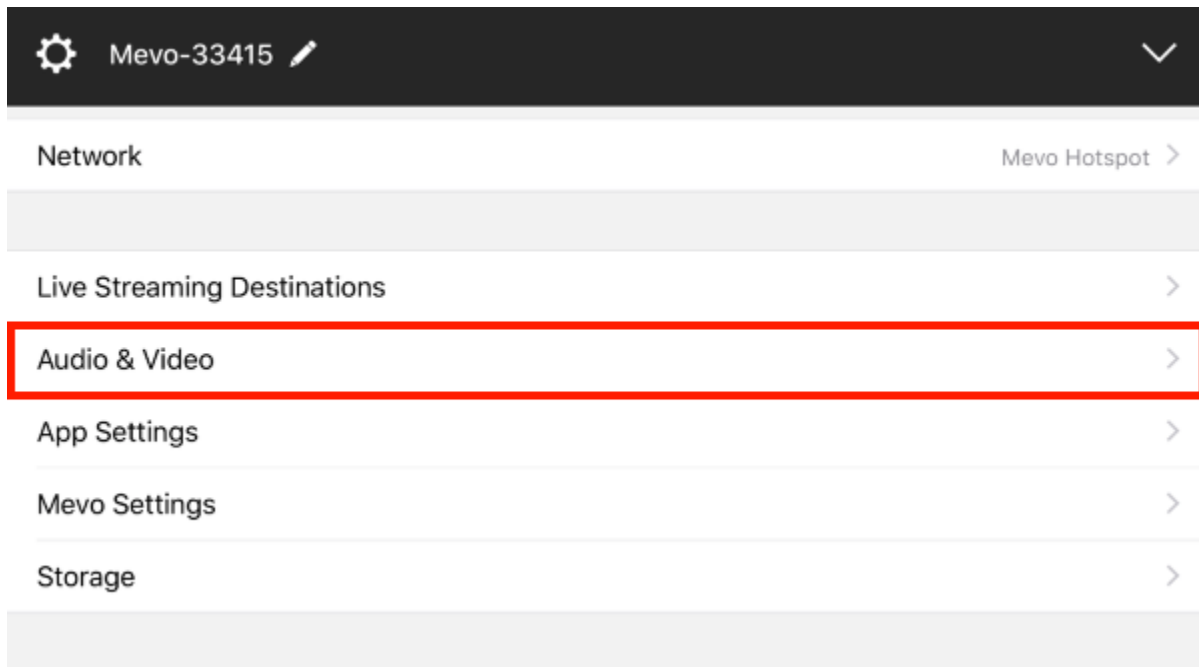 Mevo-33415
Network Mevo Hotspot
Live Streaming Destinations
Audio & Video
App Settings
Mevo Settings
Storage